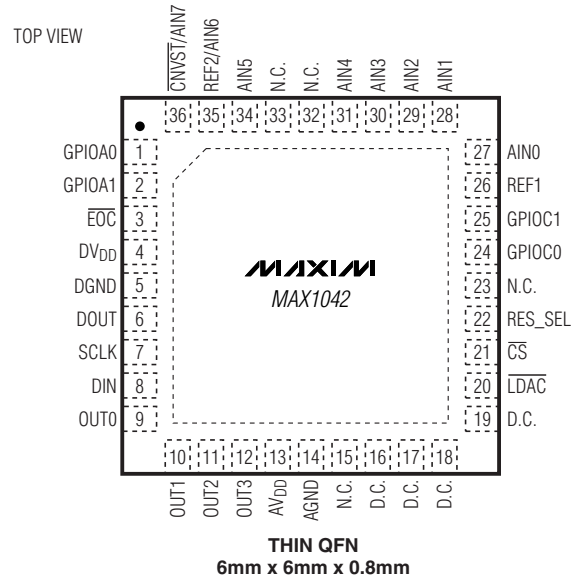 TOP VIEW
CNVST/AIN7
REF2/AIN6
AIN5
N.C.
N.C.
AIN4
AIN3
AIN2
AIN1
36 35 34 33 32 31 30 29 28
GPIOA0 1
GPIOA1 2
EOC 3
DVDD 4
DGND 5
DOUT 6
SCLK 7
DIN 8
OUT0 9
27 AIN0
26 REF1
25 GPIOC1
24 GPIOC0
23 N.C.
22 RES_SEL
21 CS
20 LDAC
19 D.C.
MAXIM
MAX1042
10 11 12 13 14 15 16 17 18
OUT1
OUT2
OUT3
AVDD
AGND
N.C.
D.C.
D.C.
D.C.
THIN QFN
6mm x 6mm x 0.8mm